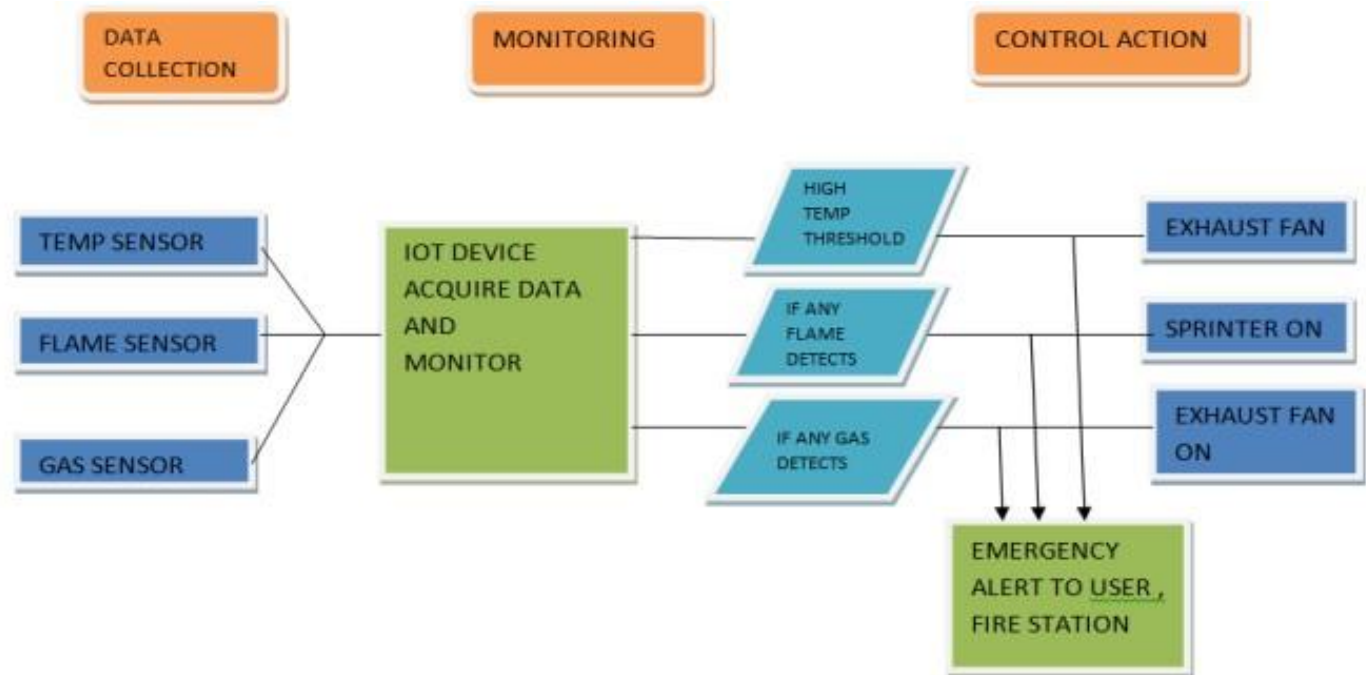 DATA
COLLECTION
MONITORING
CONTROL ACTION
TEMP SENSOR
FLAME SENSOR
GAS SENSOR
IOT DEVICE
ACQUIRE DATA
AND
MONITOR
HIGH
TEMP
THRESHOLD
IF ANY
FLAME
DETECTS
IF ANY GAS
DETECTS
EXHAUST FAN
SPRINTER ON
EXHAUST FAN
ON
EMERGENCY
ALERT TO USER ,
FIRE STATION